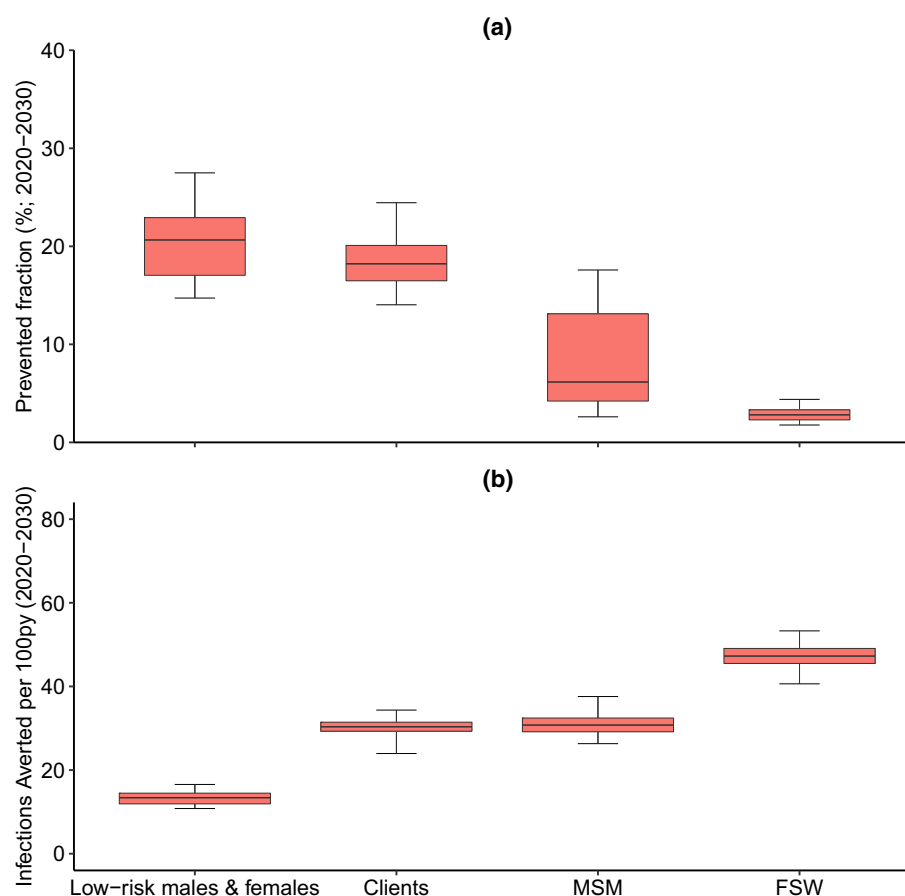 (a)
Prevented fraction (%; 2020−2030)
40
30
20
10
0
(b)
Infections Averted per 100py (2020−2030)
80
60
40
20
0
Low−risk males & females Clients MSM FSW